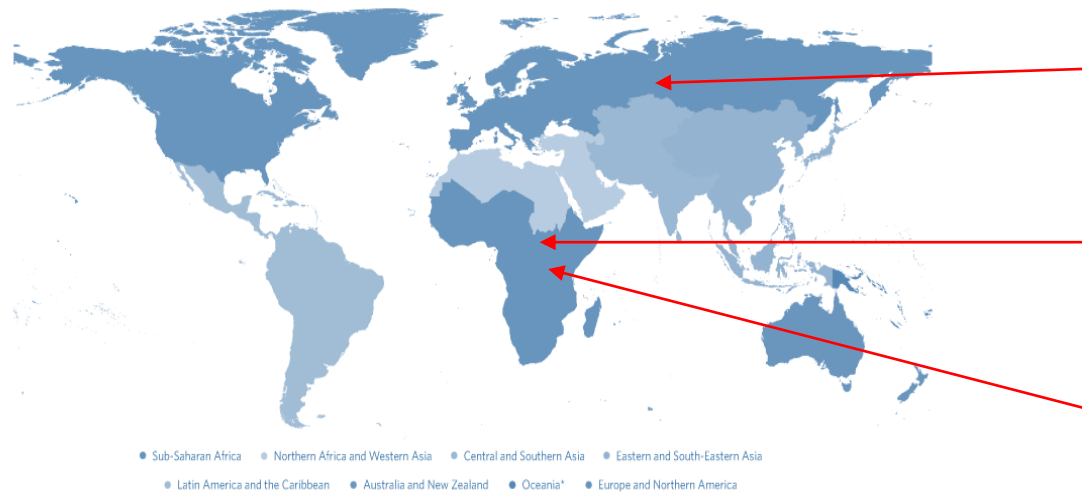 Sub-Saharan Africa Northern Africa and Western Asia Central and Southern Asia Eastern and South-Eastern Asia
Latin America and the Caribbean Australia and New Zealand Oceania* Europe and Northern America